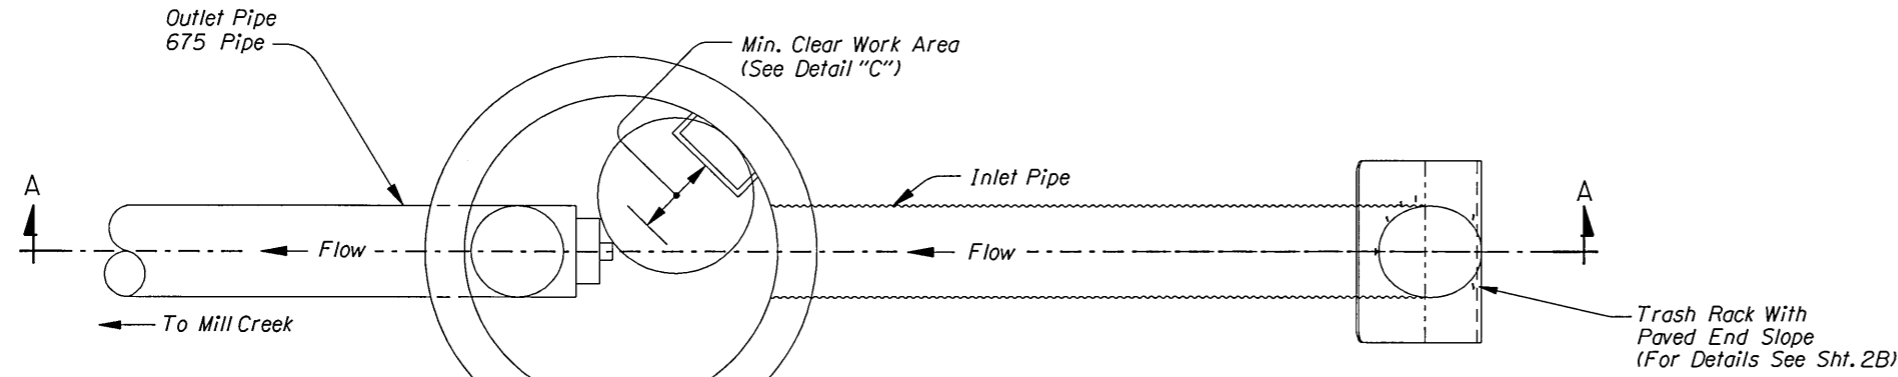 Outlet Pipe
675 Pipe
Min. Clear Work Area
(See Detail "C")
A
Inlet Pipe
A
Flow
Flow
To Mill Creek
Trash Rack With
Paved End Slope
(For Details See Sht. 2B)